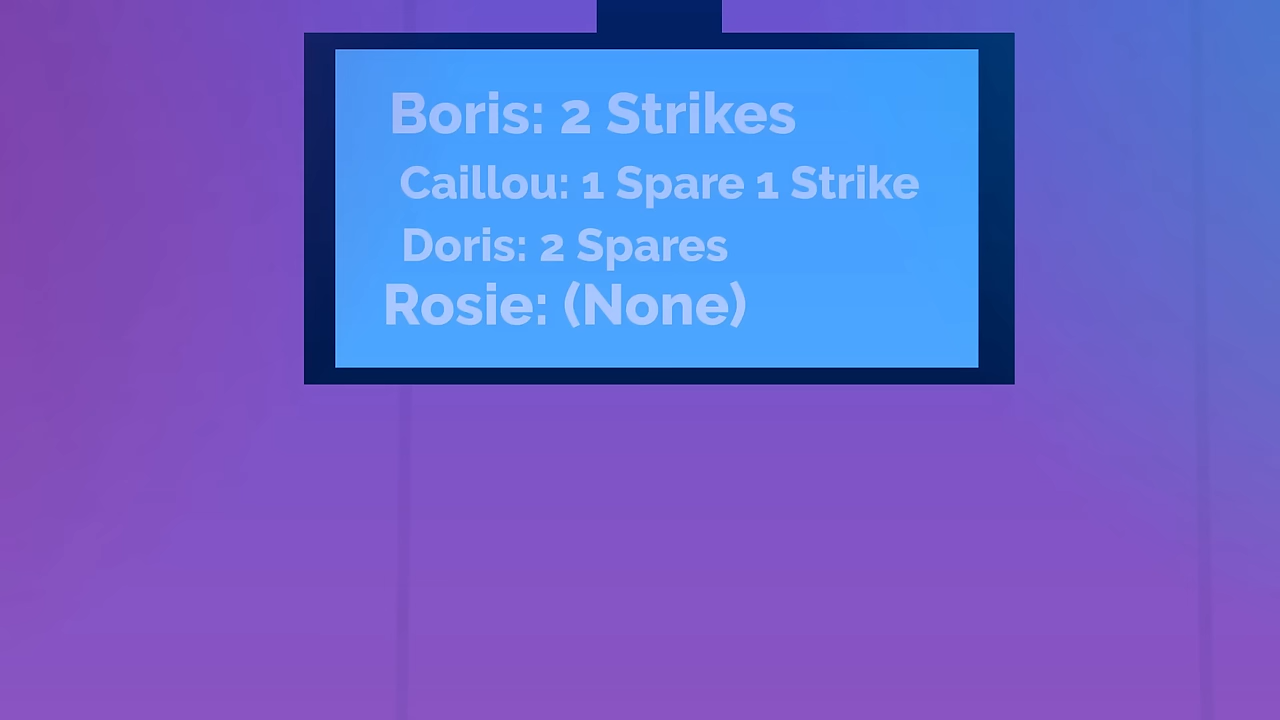 Boris: 2 Strikes
Caillou: 1 Spare 1 Strike
Doris: 2 Spares
Rosie: (None)